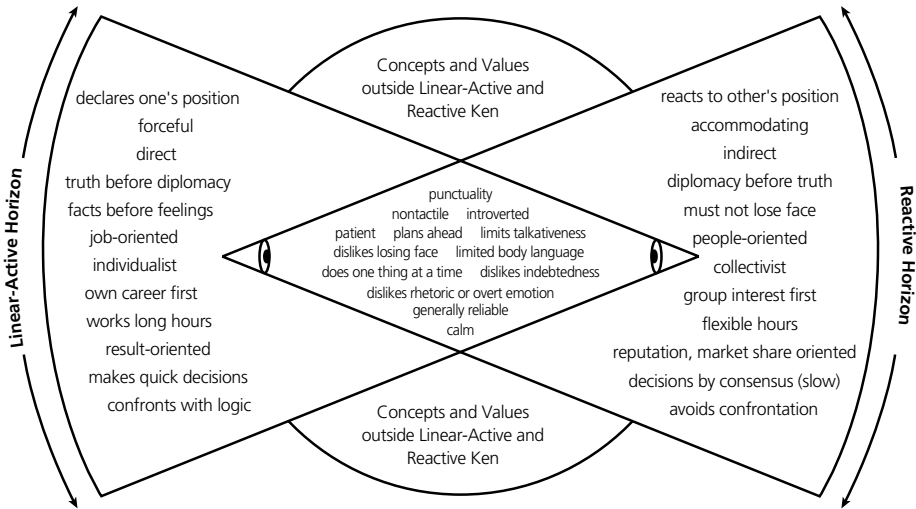 Linear-Active Horizon
declares one's position
forceful
direct
truth before diplomacy
facts before feelings
job-oriented
individualist
own career first
works long hours
result-oriented
makes quick decisions
confronts with logic
Concepts and Values
outside Linear-Active and
Reactive Ken
punctuality
nontactile introverted
patient plans ahead limits talkativeness
dislikes losing face limited body language
does one thing at a time dislikes indebtedness
dislikes rhetoric or overt emotion
generally reliable
calm
Concepts and Values
outside Linear-Active and
Reactive Ken
reacts to other's position
accommodating
indirect
diplomacy before truth
must not lose face
people-oriented
collectivist
group interest first
flexible hours
reputation, market share oriented
decisions by consensus (slow)
avoids confrontation
Reactive Horizon